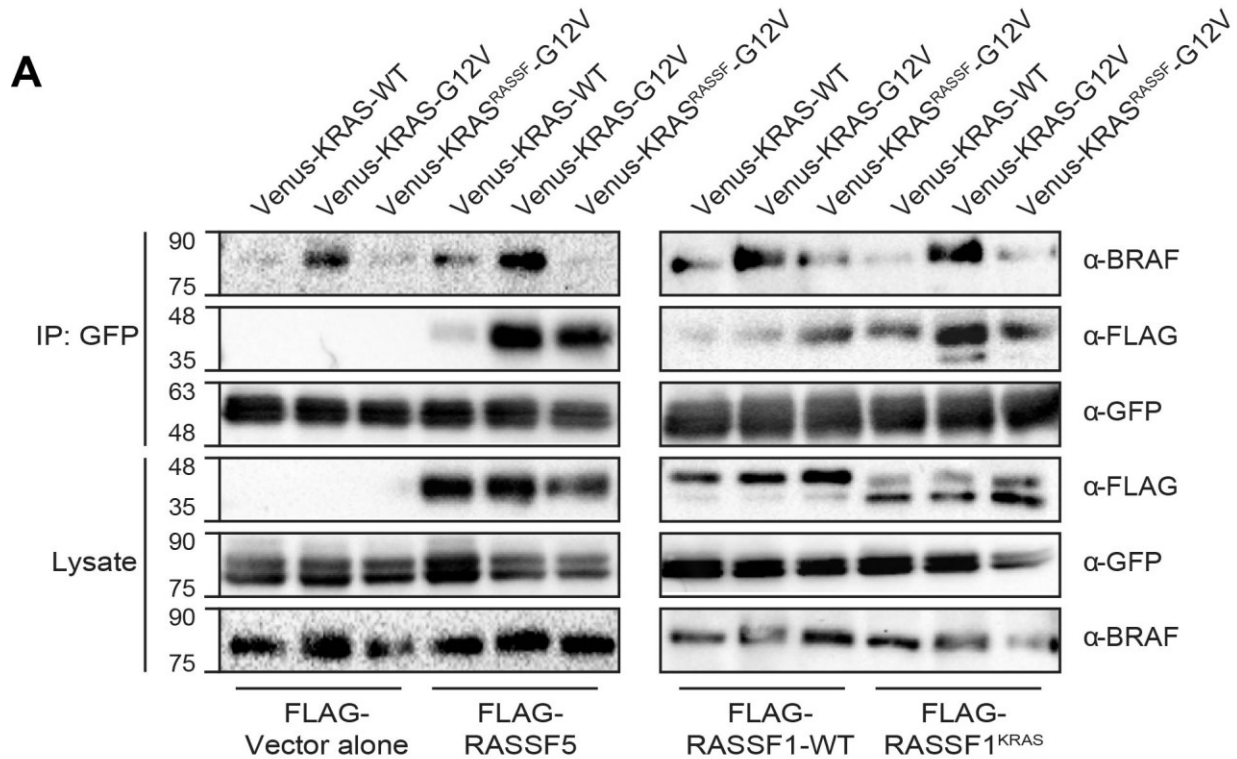 A
Venus-KRAS-WT
Venus-KRAS-G12V
Venus-KRASᴿᴬˢˢᶠ-G12V
Venus-KRAS-WT
Venus-KRAS-G12V
Venus-KRASᴿᴬˢˢᶠ-G12V
Venus-KRAS-WT
Venus-KRAS-G12V
Venus-KRASᴿᴬˢˢᶠ-G12V
Venus-KRAS-WT
Venus-KRAS-G12V
Venus-KRASᴿᴬˢˢᶠ-G12V
IP: GFP
90
75
α-BRAF
48
35
α-FLAG
63
48
α-GFP
Lysate
48
35
α-FLAG
90
75
α-GFP
90
75
α-BRAF
FLAG-
Vector alone
FLAG-
RASSF5
FLAG-
RASSF1-WT
FLAG-
RASSF1ᴷᴿᴬˢ